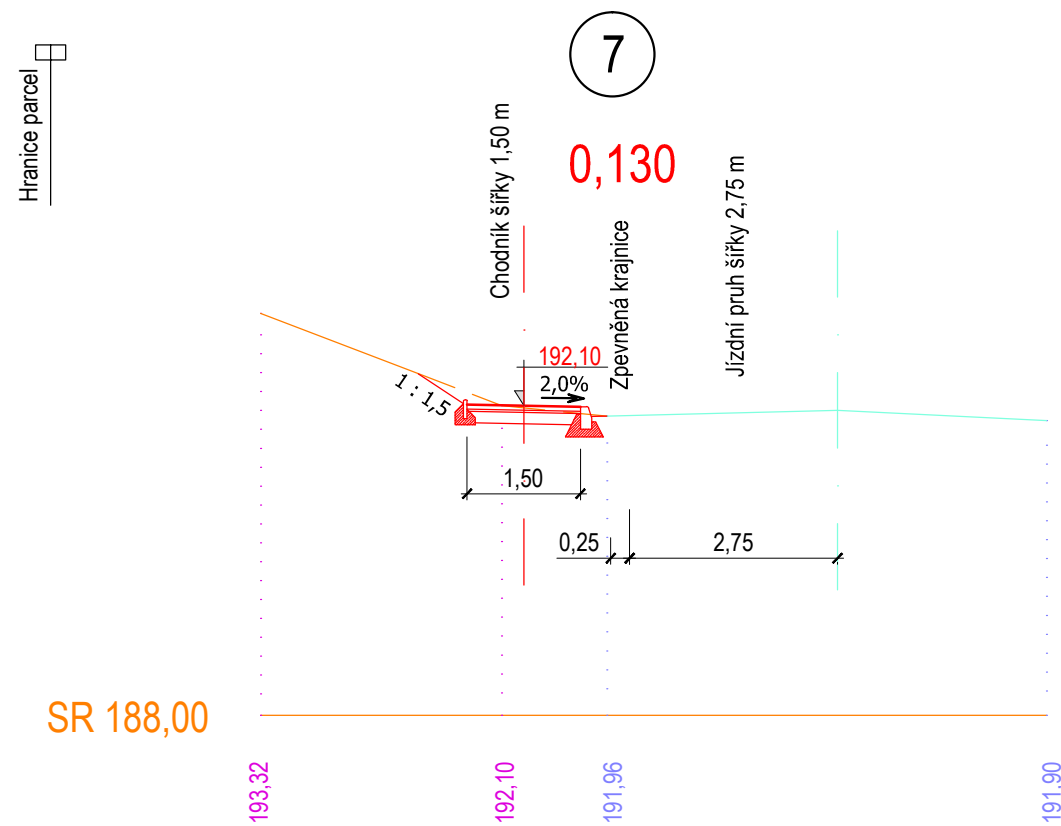 7
0,130
Hranice parcel
Chodník šířky 1,50 m
Zpevněná krajnice
Jízdní pruh šířky 2,75 m
192,10
2,0%
1 : 1,5
1,50
0,25
2,75
SR 188,00
193,32
192,10
191,96
191.90